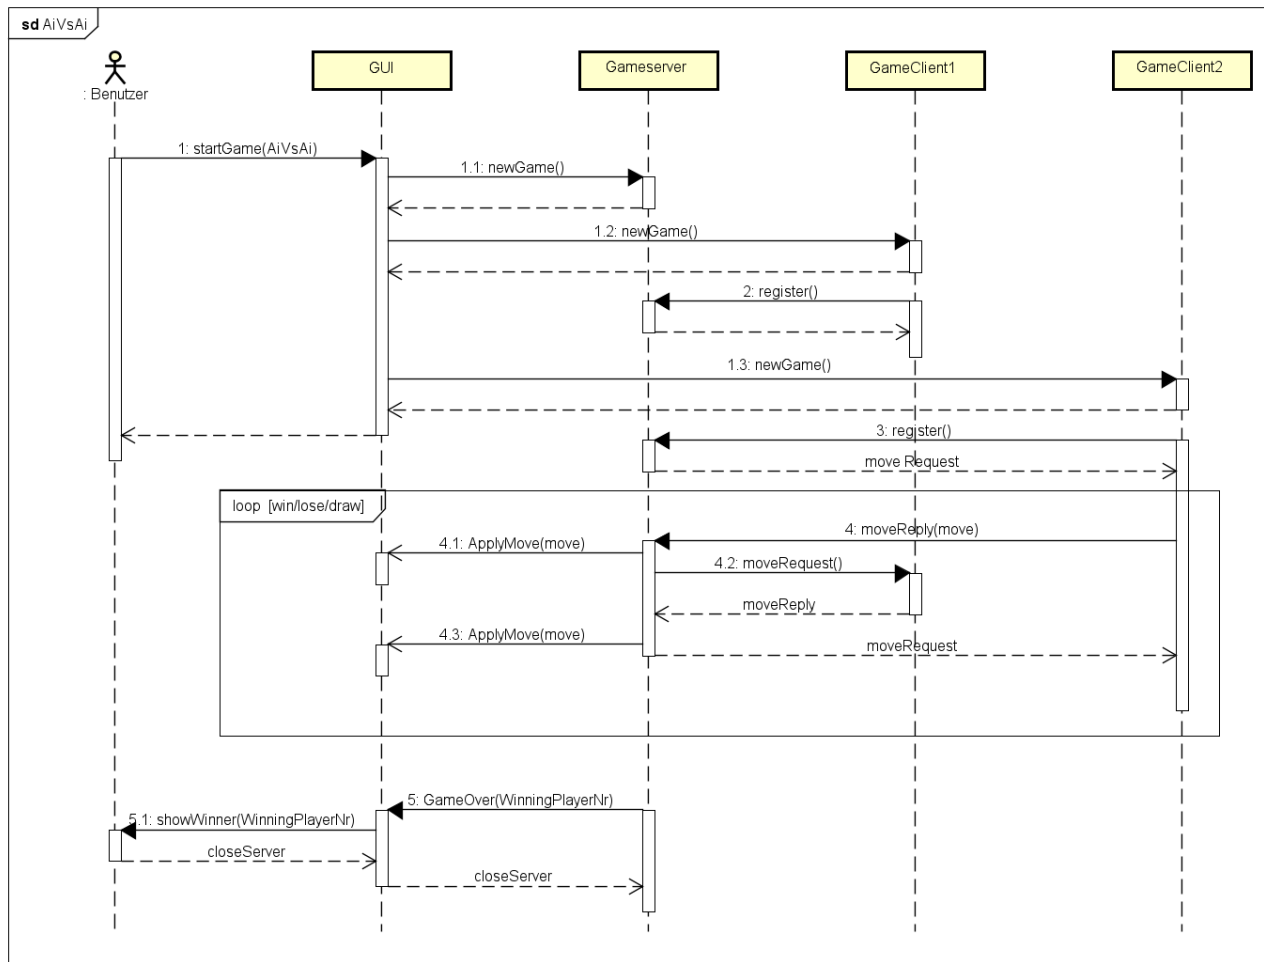 sd AiVsAi
: Benutzer
GUI
Gameserver
GameClient1
GameClient2
1: startGame(AiVsAi)
1.1: newGame()
1.2: newGame()
2: register()
1.3: newGame()
3: register()
move Request
loop [win/lose/draw]
4: moveReply(move)
4.1: ApplyMove(move)
4.2: moveRequest()
moveReply
4.3: ApplyMove(move)
moveRequest
5: GameOver(WinningPlayerNr)
5.1: showWinner(WinningPlayerNr)
closeServer
closeServer